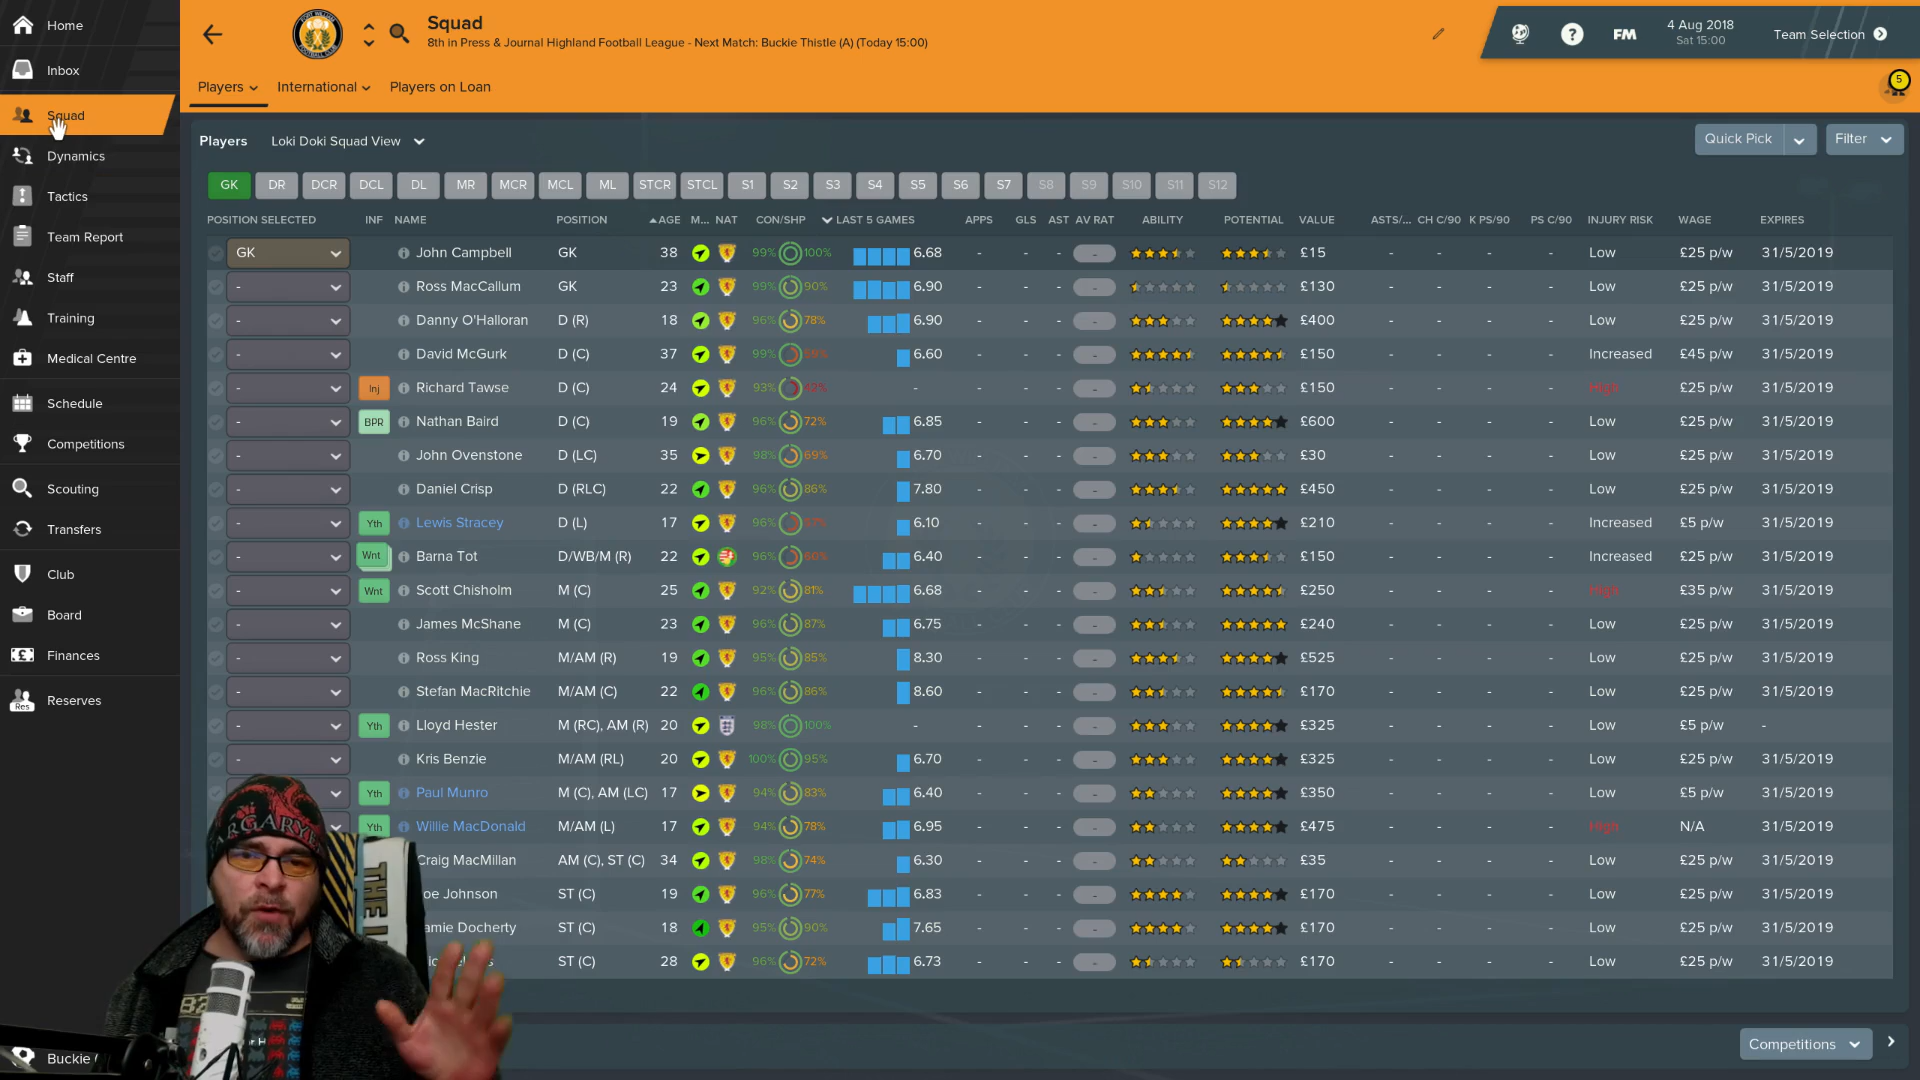 Home
Inbox
Squad
Dynamics
Tactics
Team Report
Staff
Training
Medical Centre
Schedule
Competitions
Scouting
Transfers
Club
Board
Finances
Reserves
Buckie
Squad
8th in Press & Journal Highland Football League - Next Match: Buckie Thistle (A) (Today 15:00)
FM
4 Aug 2018
Sat 15:00
Team Selection
5
Players International Players on Loan
Players Loki Doki Squad View Quick Pick Filter
GK DR DCR DCL DL MR MCR MCL ML STCR STCL S1 S2 S3 S4 S5 S6 S7 S8 S9 S10 S11 S12
POSITION SELECTED INF NAME POSITION AGE M... NAT CON/SHP LAST 5 GAMES APPS GLS AST AV RAT ABILITY POTENTIAL VALUE ASTS/... CH C/90 K PS/90 PS C/90 INJURY RISK WAGE EXPIRES
GK John Campbell GK 38 99% 100% 6.68 - - - - £15 - - - - Low £25 p/w 31/5/2019
- Ross MacCallum GK 23 99% 90% 6.90 - - - - £130 - - - - Low £25 p/w 31/5/2019
- Danny O'Halloran D (R) 18 96% 78% 6.90 - - - - £400 - - - - Low £25 p/w 31/5/2019
- David McGurk D (C) 37 99% 6.60 - - - - £150 - - - - Increased £45 p/w 31/5/2019
- Inj Richard Tawse D (C) 24 93% - - - - - £150 - - - - High £25 p/w 31/5/2019
- BPR Nathan Baird D (C) 19 96% 72% 6.85 - - - - £600 - - - - Low £25 p/w 31/5/2019
- John Ovenstone D (LC) 35 98% 69% 6.70 - - - - £30 - - - - Low £25 p/w 31/5/2019
- Daniel Crisp D (RLC) 22 96% 86% 7.80 - - - - £450 - - - - Low £25 p/w 31/5/2019
- Yth Lewis Stracey D (L) 17 96% 6.10 - - - - £210 - - - - Increased £5 p/w 31/5/2019
- Wnt Barna Tot D/WB/M (R) 22 96% 60% 6.40 - - - - £150 - - - - Increased £25 p/w 31/5/2019
- Wnt Scott Chisholm M (C) 25 92% 81% 6.68 - - - - £250 - - - - High £35 p/w 31/5/2019
- James McShane M (C) 23 96% 87% 6.75 - - - - £240 - - - - Low £25 p/w 31/5/2019
- Ross King M/AM (R) 19 95% 85% 8.30 - - - - £525 - - - - Low £25 p/w 31/5/2019
- Stefan MacRitchie M/AM (C) 22 96% 86% 8.60 - - - - £170 - - - - Low £25 p/w 31/5/2019
- Yth Lloyd Hester M (RC), AM (R) 20 98% 100% - - - - - £325 - - - - Low £5 p/w -
- Kris Benzie M/AM (RL) 20 100% 95% 6.70 - - - - £325 - - - - Low £25 p/w 31/5/2019
Yth Paul Munro M (C), AM (LC) 17 94% 83% 6.40 - - - - £350 - - - - Low £5 p/w 31/5/2019
Yth Willie MacDonald M/AM (L) 17 94% 78% 6.95 - - - - £475 - - - - High N/A 31/5/2019
Craig MacMillan AM (C), ST (C) 34 98% 74% 6.30 - - - - £35 - - - - Low £25 p/w 31/5/2019
oe Johnson ST (C) 19 96% 77% 6.83 - - - - £170 - - - - Low £25 p/w 31/5/2019
amie Docherty ST (C) 18 95% 90% 7.65 - - - - £170 - - - - Low £25 p/w 31/5/2019
ST (C) 28 96% 72% 6.73 - - - - £170 - - - - Low £25 p/w 31/5/2019
THE
Competitions